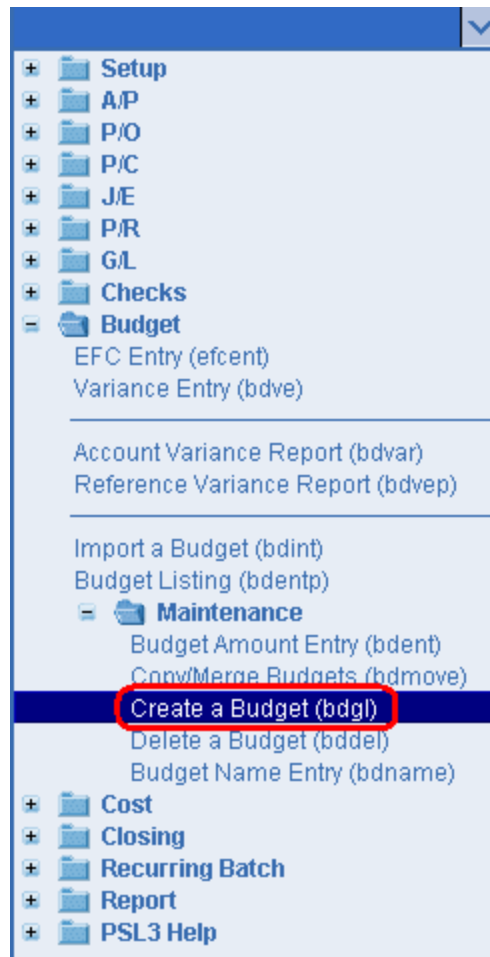 Setup
A/P
P/O
P/C
J/E
P/R
G/L
Checks
Budget
EFC Entry (efcent)
Variance Entry (bdve)
Account Variance Report (bdvar)
Reference Variance Report (bdvep)
Import a Budget (bdint)
Budget Listing (bdentp)
Maintenance
Budget Amount Entry (bdent)
Copy/Merge Budgets (bdmove)
Create a Budget (bdgl)
Delete a Budget (bddel)
Budget Name Entry (bdname)
Cost
Closing
Recurring Batch
Report
PSL3 Help